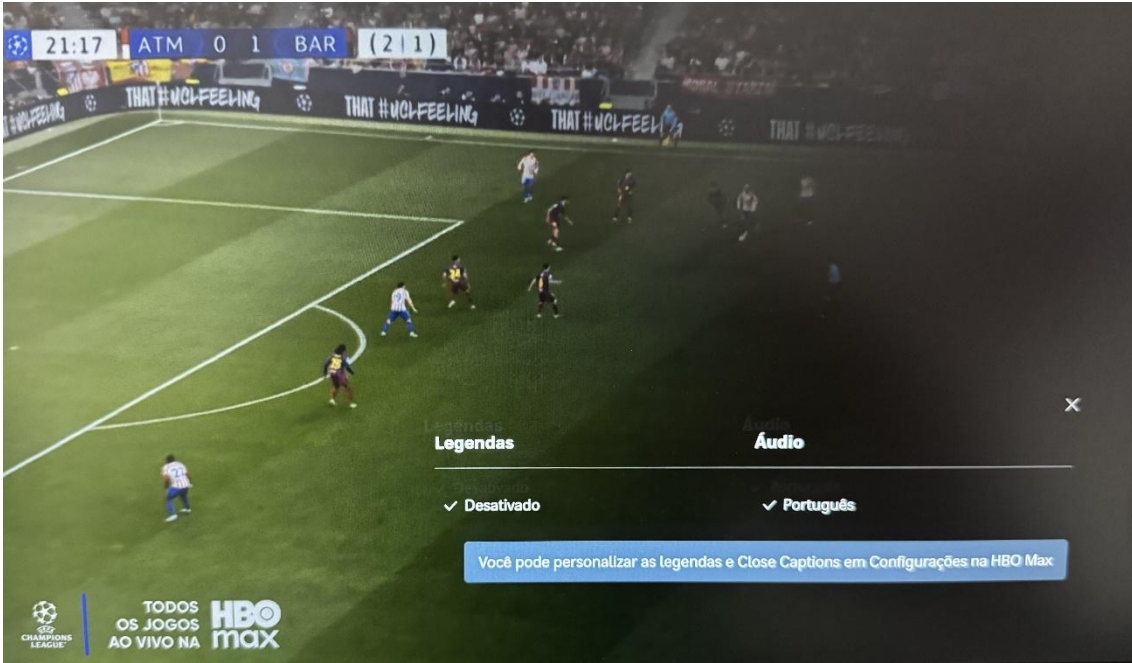 21:17 ATM 0 1 BAR (2|1)
THAT #UCLFEELING THAT #UCLFEELING THAT #UCLFEELING THAT #UCLFEELING
Legendas Áudio
✓ Desativado ✓ Português
Você pode personalizar as legendas e Close Captions em Configurações na HBO Max
CHAMPIONS
LEAGUE
TODOS
OS JOGOS
AO VIVO NA
HBO
max